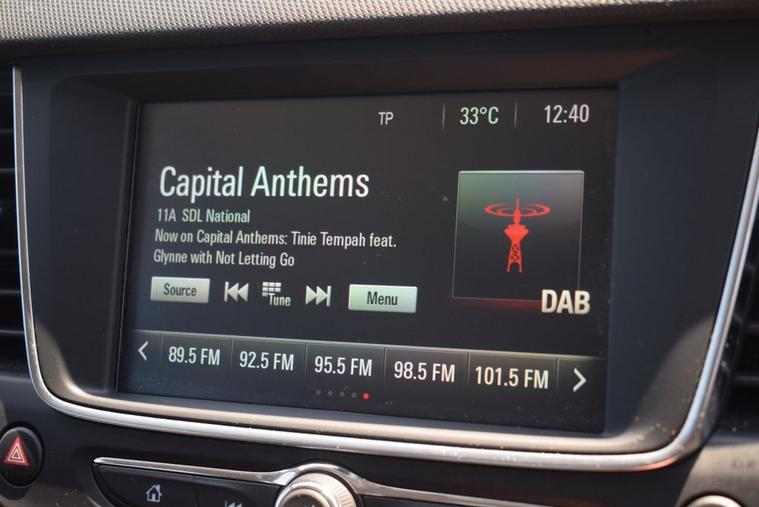 TP 33°C 12:40
Capital Anthems
11A SDL National
Now on Capital Anthems: Tinie Tempah feat.
Glynne with Not Letting Go
Source Tune Menu
DAB
89.5 FM 92.5 FM 95.5 FM 98.5 FM 101.5 FM